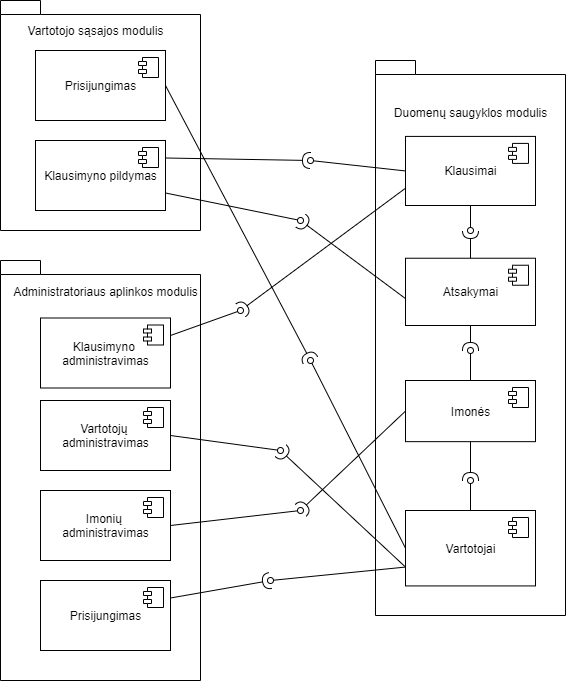 Vartotojo sąsajos modulis
Prisijungimas
Klausimyno pildymas
Administratoriaus aplinkos modulis
Klausimyno
administravimas
Vartotojų
administravimas
Imonių
administravimas
Prisijungimas
Duomenų saugyklos modulis
Klausimai
Atsakymai
Imonės
Vartotojai